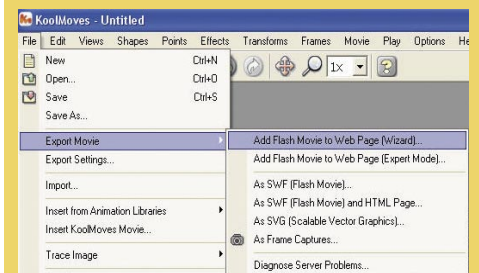 KoolMoves - Untitled
File Edit Views Shapes Points Effects Transforms Frames Movie Play Options He
1x
New Ctrl+N
Open... Ctrl+O
Save Ctrl+S
Save As...
Export Movie
Export Settings...
Import...
Insert from Animation Libraries
Insert KoolMoves Movie...
Trace Image
Add Flash Movie to Web Page (Wizard)...
Add Flash Movie to Web Page (Expert Mode)...
As SWF (Flash Movie)...
As SWF (Flash Movie) and HTML Page...
As SVG (Scalable Vector Graphics)...
As Frame Captures...
Diagnose Server Problems...